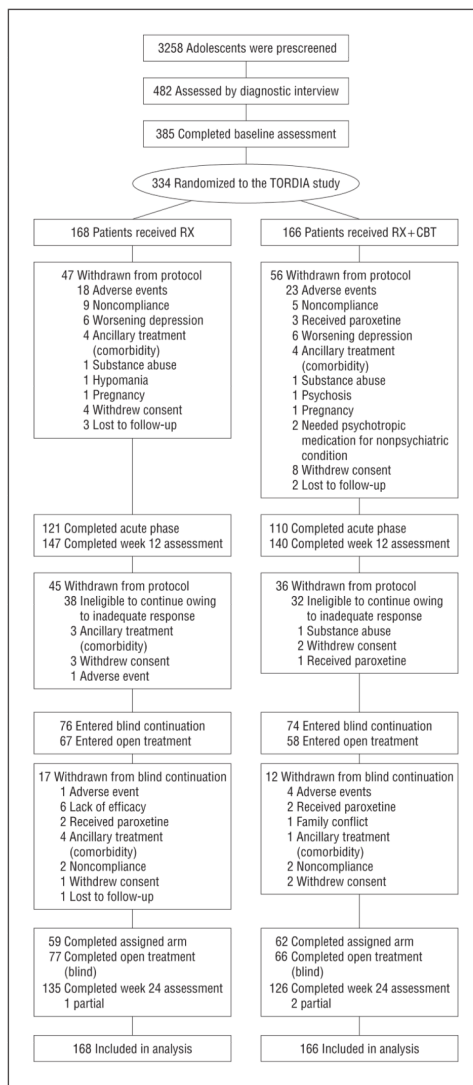 3258 Adolescents were prescreened
482 Assessed by diagnostic interview
385 Completed baseline assessment
334 Randomized to the TORDIA study
168 Patients received RX
47 Withdrawn from protocol
18 Adverse events
9 Noncompliance
6 Worsening depression
4 Ancillary treatment
(comorbidity)
1 Substance abuse
1 Hypomania
1 Pregnancy
4 Withdrew consent
3 Lost to follow-up
121 Completed acute phase
147 Completed week 12 assessment
45 Withdrawn from protocol
38 Ineligible to continue owing
to inadequate response
3 Ancillary treatment
(comorbidity)
3 Withdrew consent
1 Adverse event
76 Entered blind continuation
67 Entered open treatment
17 Withdrawn from blind continuation
1 Adverse event
6 Lack of efficacy
2 Received paroxetine
4 Ancillary treatment
(comorbidity)
2 Noncompliance
1 Withdrew consent
1 Lost to follow-up
59 Completed assigned arm
77 Completed open treatment
(blind)
135 Completed week 24 assessment
1 partial
168 Included in analysis
166 Patients received RX+CBT
56 Withdrawn from protocol
23 Adverse events
5 Noncompliance
3 Received paroxetine
6 Worsening depression
4 Ancillary treatment
(comorbidity)
1 Substance abuse
1 Psychosis
1 Pregnancy
2 Needed psychotropic
medication for nonpsychiatric
condition
8 Withdrew consent
2 Lost to follow-up
110 Completed acute phase
140 Completed week 12 assessment
36 Withdrawn from protocol
32 Ineligible to continue owing
to inadequate response
1 Substance abuse
2 Withdrew consent
1 Received paroxetine
74 Entered blind continuation
58 Entered open treatment
12 Withdrawn from blind continuation
4 Adverse events
2 Received paroxetine
1 Family conflict
1 Ancillary treatment
(comorbidity)
2 Noncompliance
2 Withdrew consent
62 Completed assigned arm
66 Completed open treatment
(blind)
126 Completed week 24 assessment
2 partial
166 Included in analysis